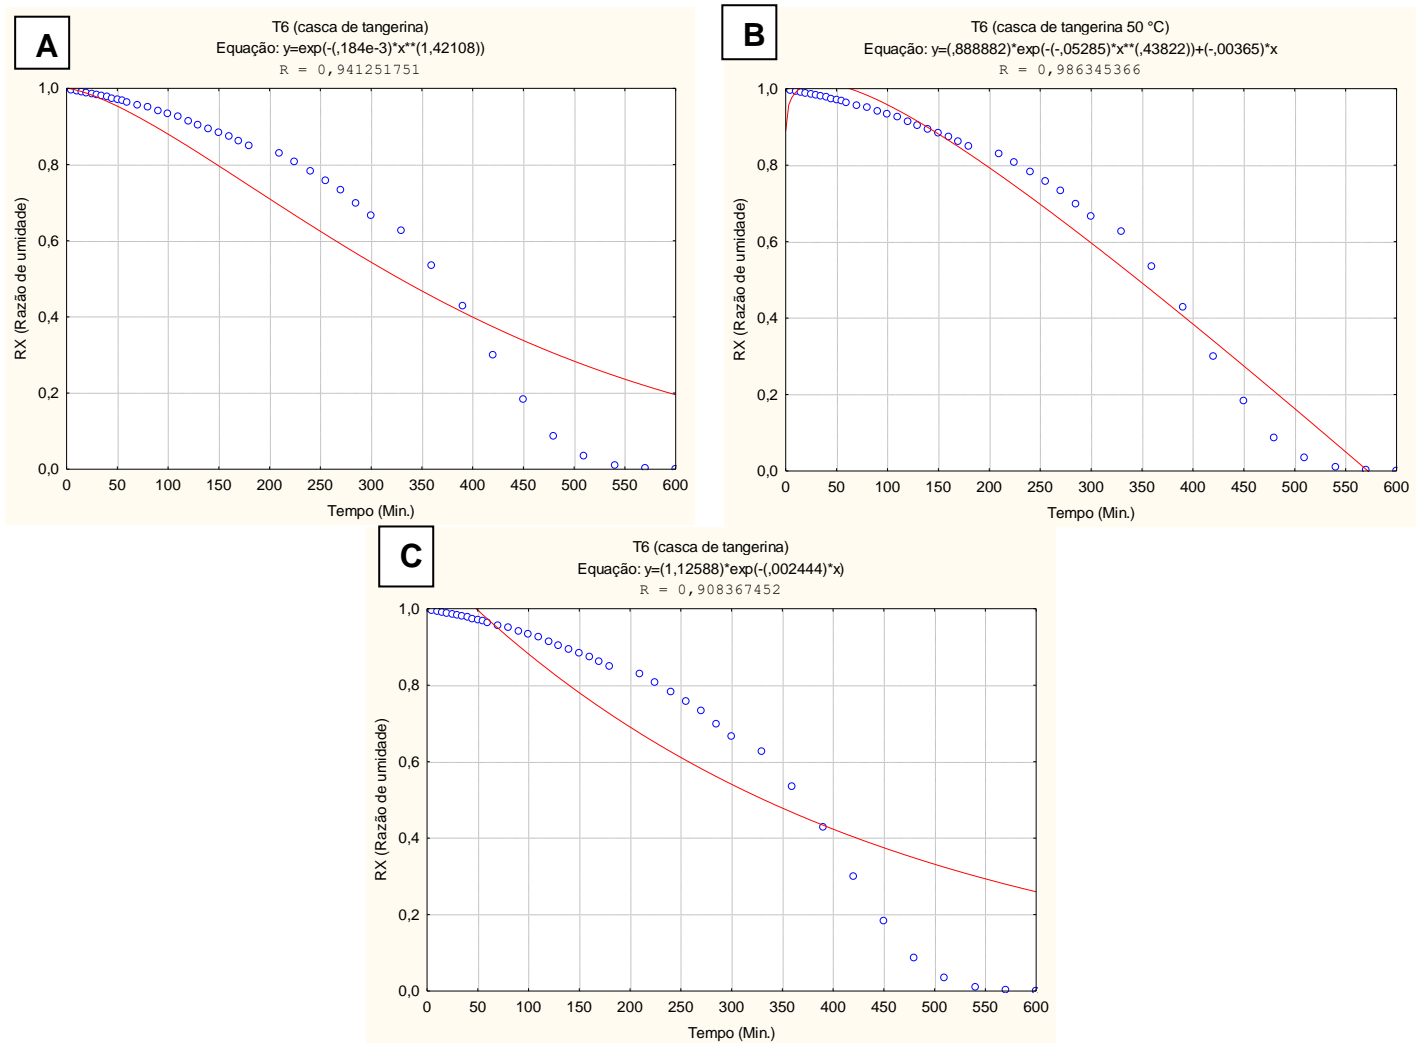 A
T6 (casca de tangerina)
Equação: y=exp(-(,184e-3)*x**(1,42108))
R = 0,941251751
1,0
0,8
0,6
0,4
0,2
0,0
RX (Razão de umidade)
0 50 100 150 200 250 300 350 400 450 500 550 600
Tempo (Min.)
B
T6 (casca de tangerina 50 °C)
Equação: y=(,888882)*exp(-(-,05285)*x**(,43822))+(-,00365)*x
R = 0,986345366
1,0
0,8
0,6
0,4
0,2
0,0
RX (Razão de umidade)
0 50 100 150 200 250 300 350 400 450 500 550 600
Tempo (Min.)
C
T6 (casca de tangerina)
Equação: y=(1,12588)*exp(-(,002444)*x)
R = 0,908367452
1,0
0,8
0,6
0,4
0,2
0,0
RX (Razão de umidade)
0 50 100 150 200 250 300 350 400 450 500 550 600
Tempo (Min.)